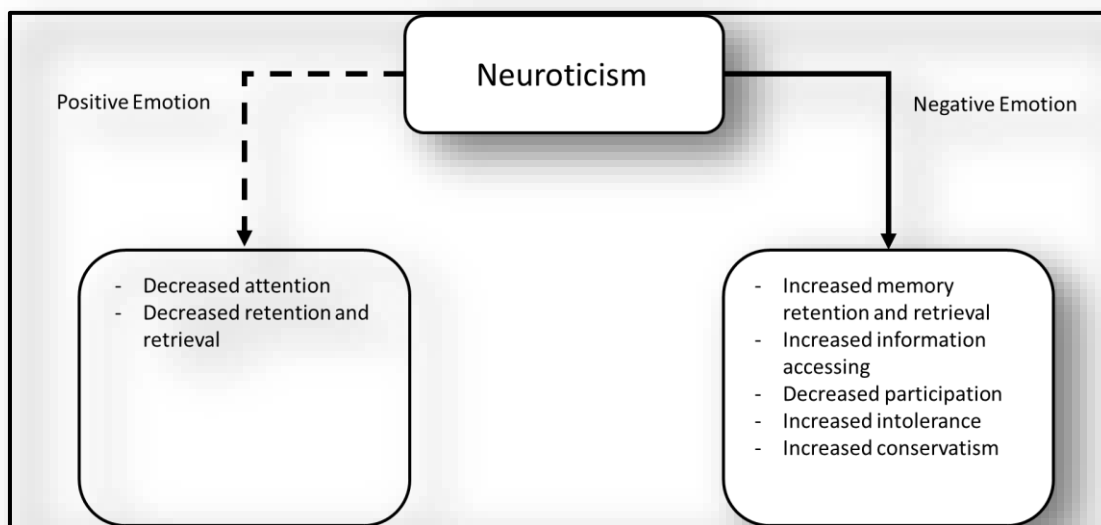 Neuroticism
Positive Emotion
Negative Emotion
- Decreased attention
- Decreased retention and
retrieval
- Increased memory
retention and retrieval
- Increased information
accessing
- Decreased participation
- Increased intolerance
- Increased conservatism